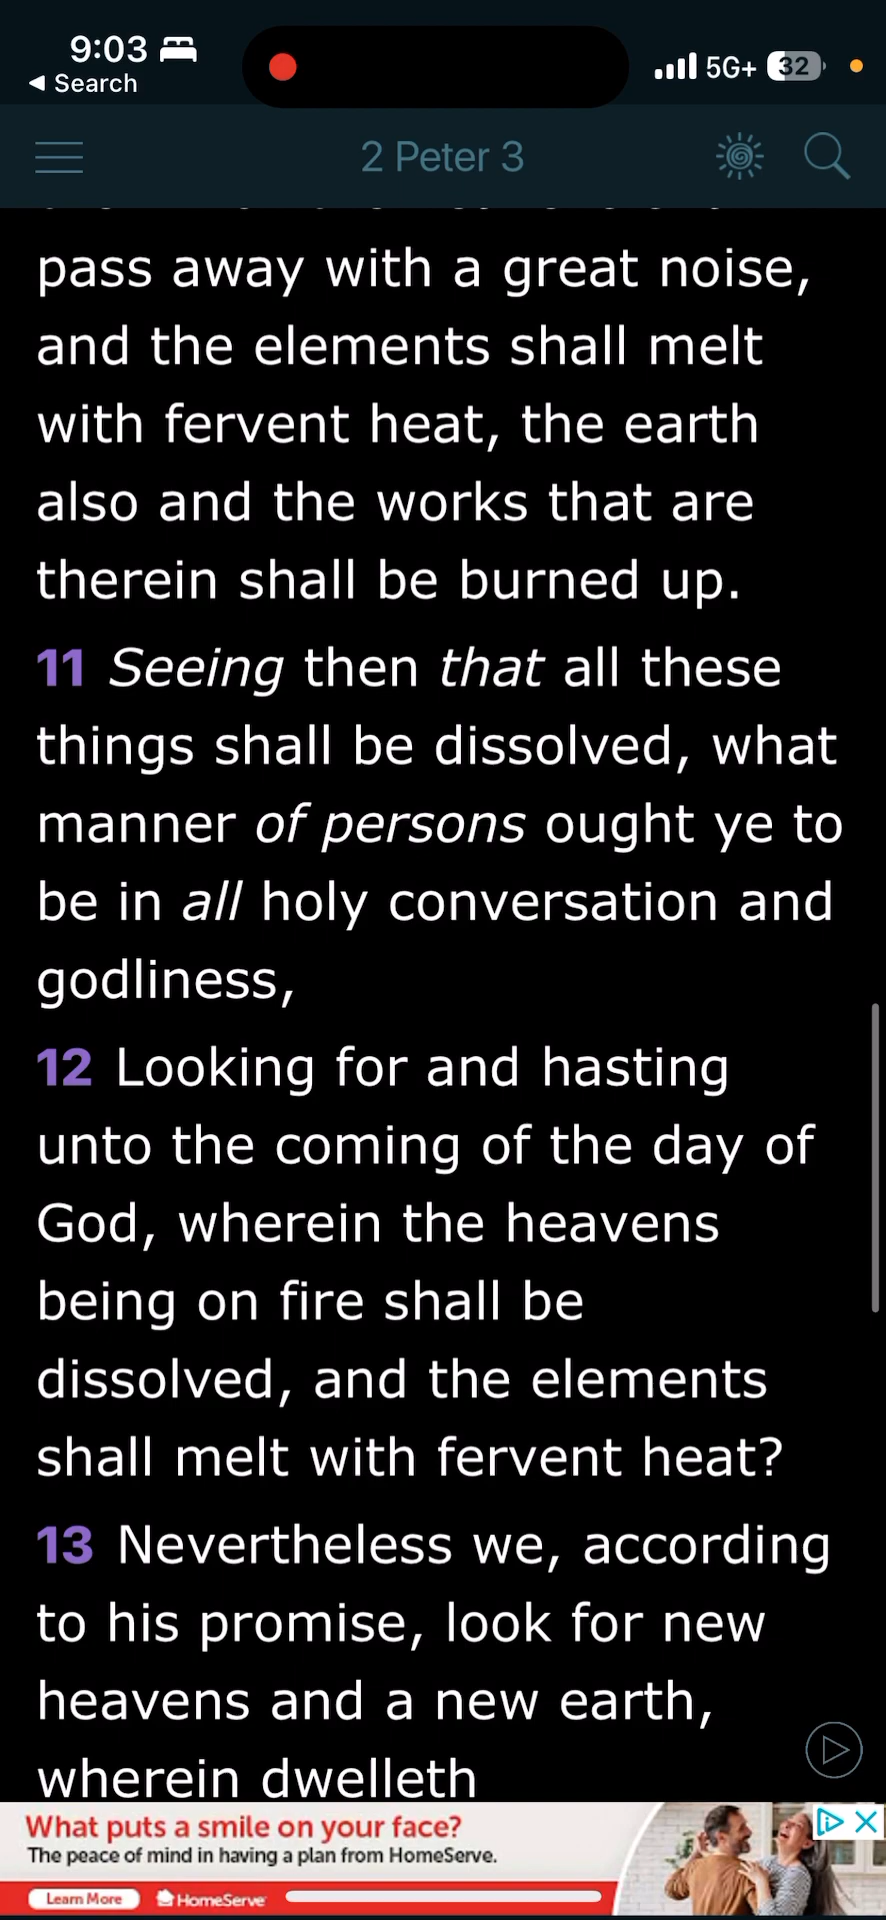 9:03
◀ Search
5G+ 32
2 Peter 3
pass away with a great noise,
and the elements shall melt
with fervent heat, the earth
also and the works that are
therein shall be burned up.
11 Seeing then that all these
things shall be dissolved, what
manner of persons ought ye to
be in all holy conversation and
godliness,
12 Looking for and hasting
unto the coming of the day of
God, wherein the heavens
being on fire shall be
dissolved, and the elements
shall melt with fervent heat?
13 Nevertheless we, according
to his promise, look for new
heavens and a new earth,
wherein dwelleth
What puts a smile on your face?
The peace of mind in having a plan from HomeServe.
Learn More HomeServe